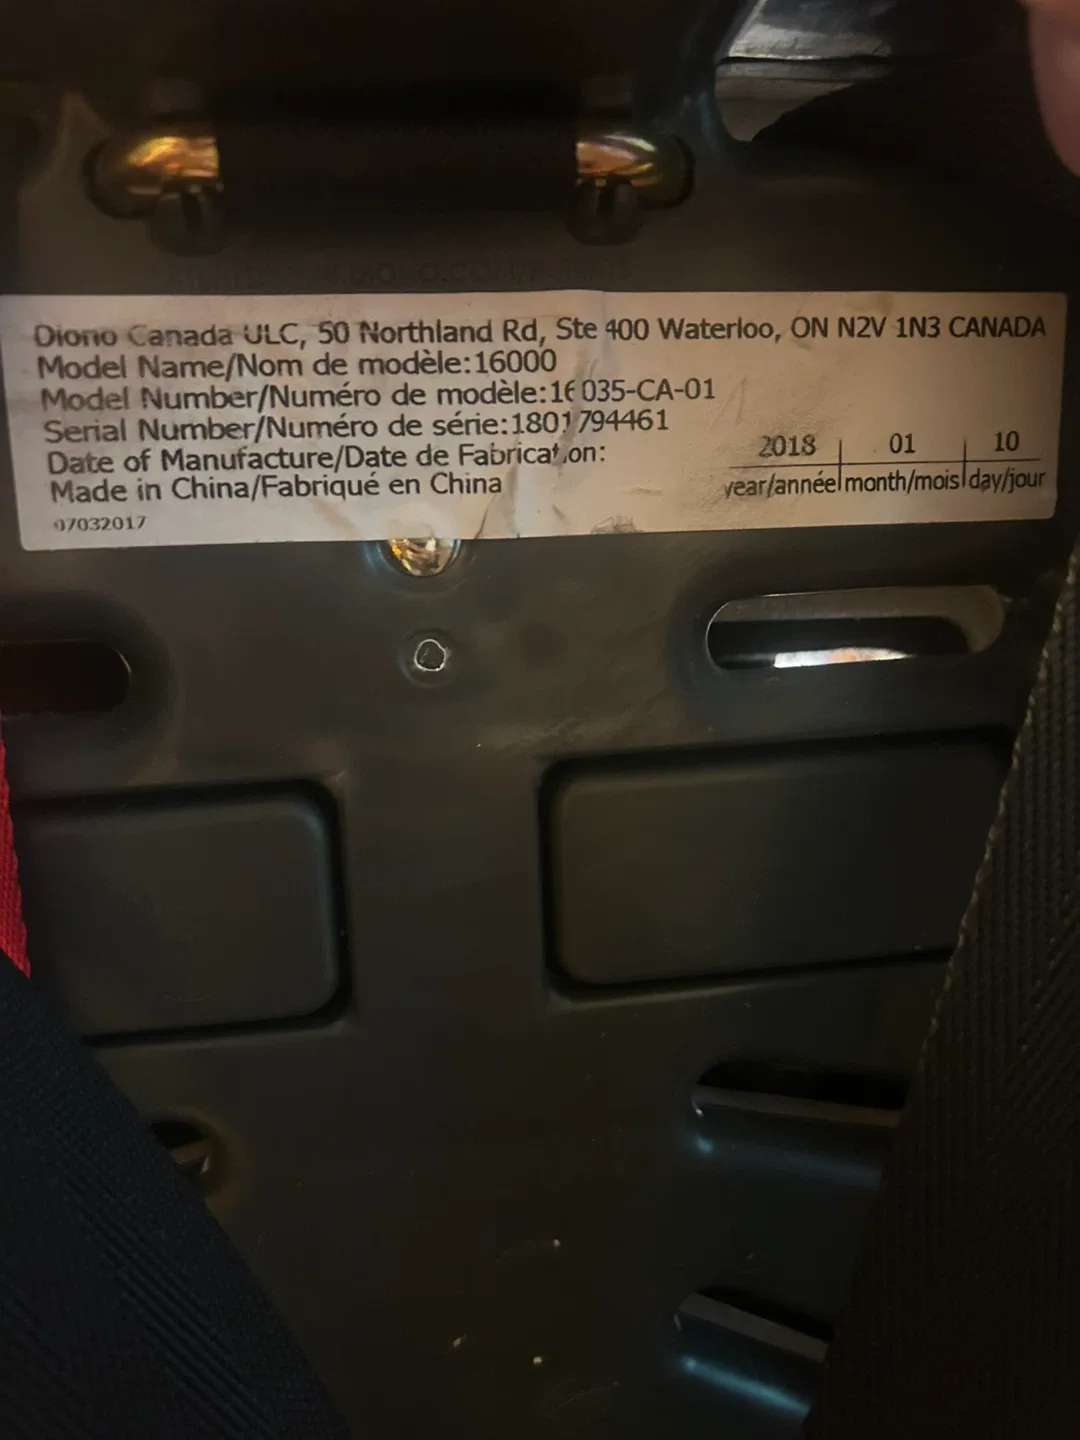 Diono Canada ULC, 50 Northland Rd, Ste 400 Waterloo, ON N2V 1N3 CANADA
Model Name/Nom de modèle:16000
Model Number/Numéro de modèle:16035-CA-01
Serial Number/Numéro de série:1801794461
Date of Manufacture/Date de Fabrication:
Made in China/Fabriqué en China
2018 01 10
year/année month/mois day/jour
07032017